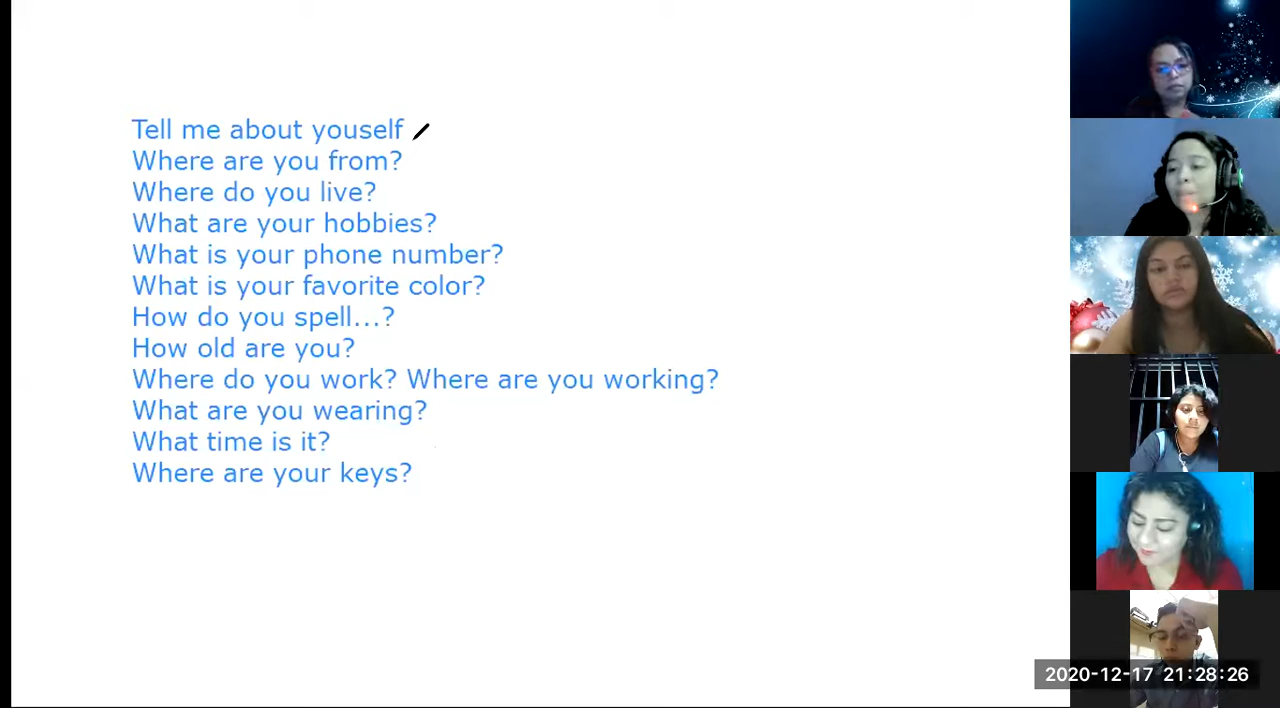 Tell me about youself
Where are you from?
Where do you live?
What are your hobbies?
What is your phone number?
What is your favorite color?
How do you spell...?
How old are you?
Where do you work? Where are you working?
What are you wearing?
What time is it?
Where are your keys?
2020-12-17 21:28:26